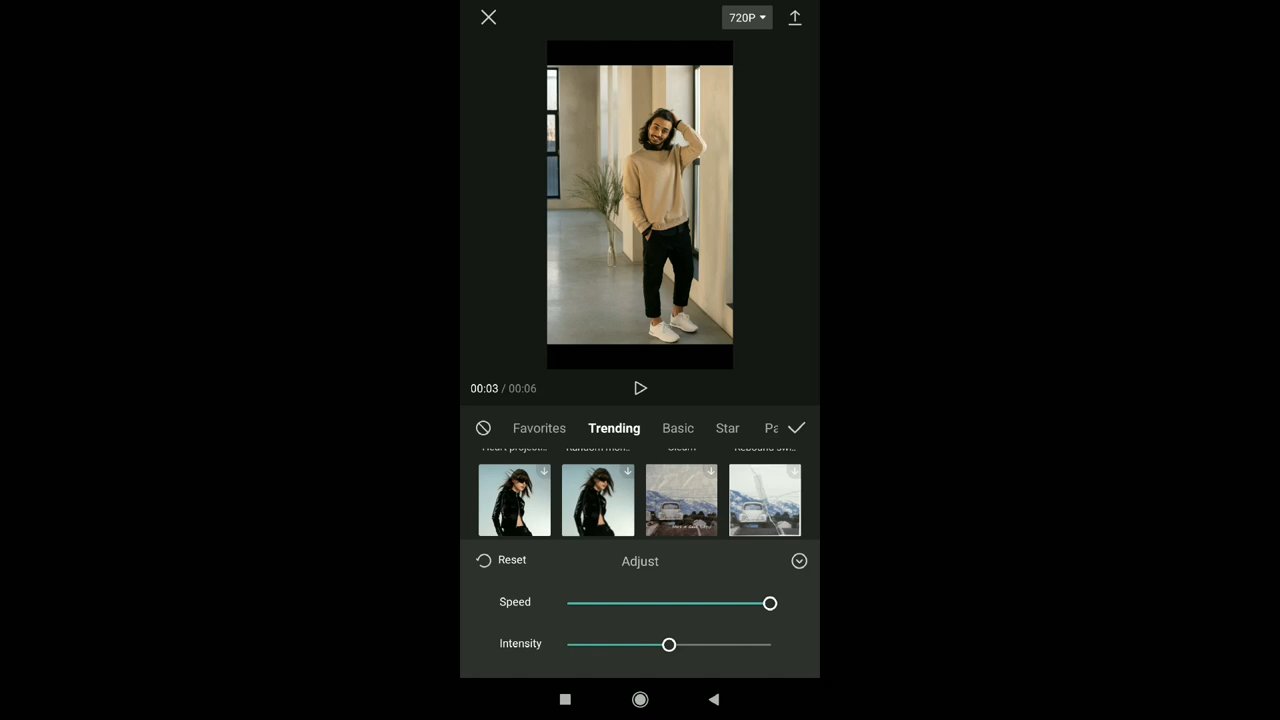 720P
00:03 / 00:06
Favorites Trending Basic Star Pa
Reset Adjust
Speed
Intensity